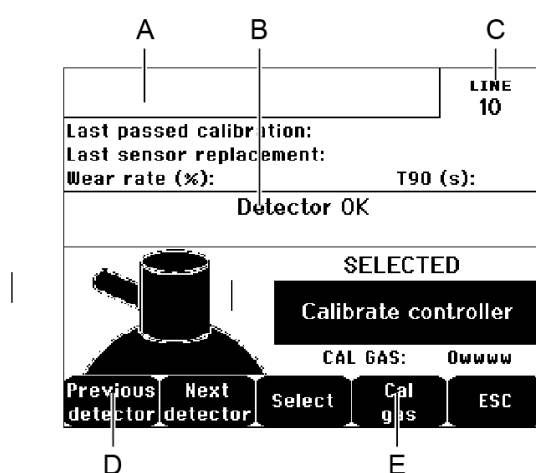 A B C
LINE
10
Last passed calibration:
Last sensor replacement:
Wear rate (%): T90 (s):
Detector OK
SELECTED
Calibrate controller
CAL GAS: 0wwww
Previous detector
Next detector
Select
Cal gas
ESC
D E